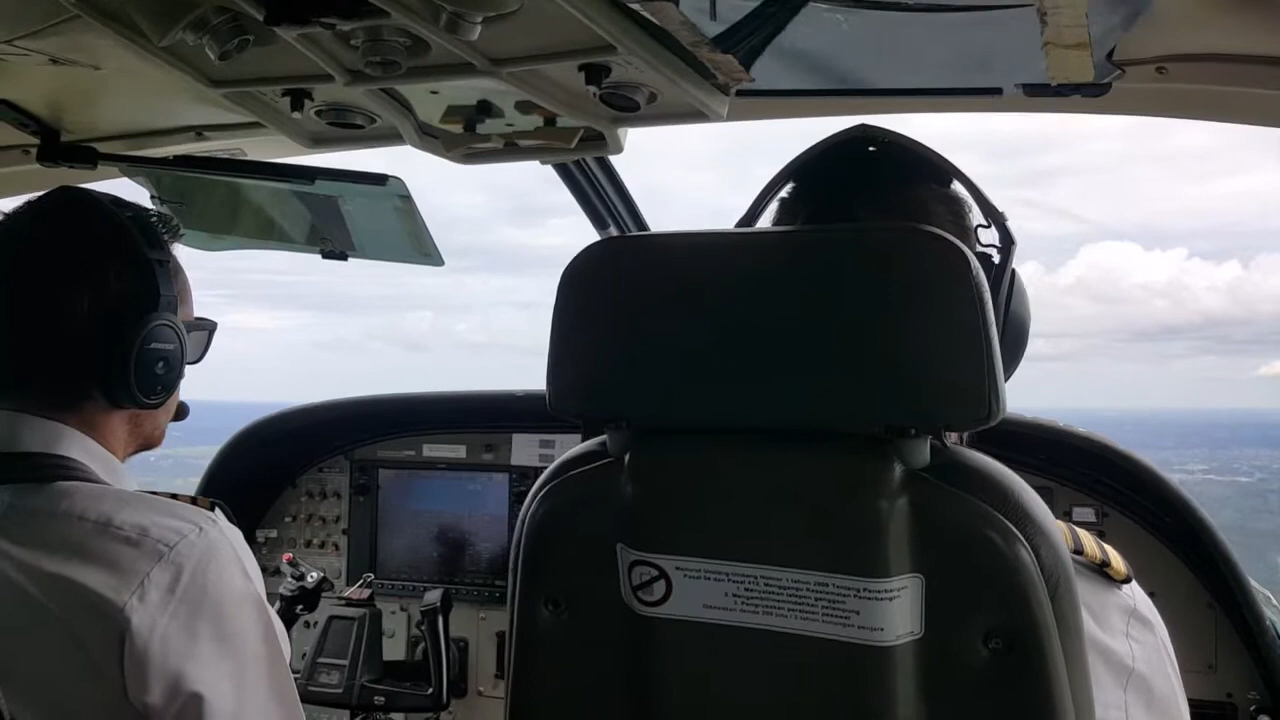 BOSE
Menurut Undang-Undang Nomor 1 tahun 2009 Tentang Penerbangan,
Pasal 54 dan Pasal 412, Mengganggu Keselamatan Penerbangan.
1. Menyalakan telepon genggam
2. Mengambil/memindahkan pelampung
3. Pengrusakan peralatan pesawat
Dikenakan denda 200 juta / 2 tahun kurungan penjara